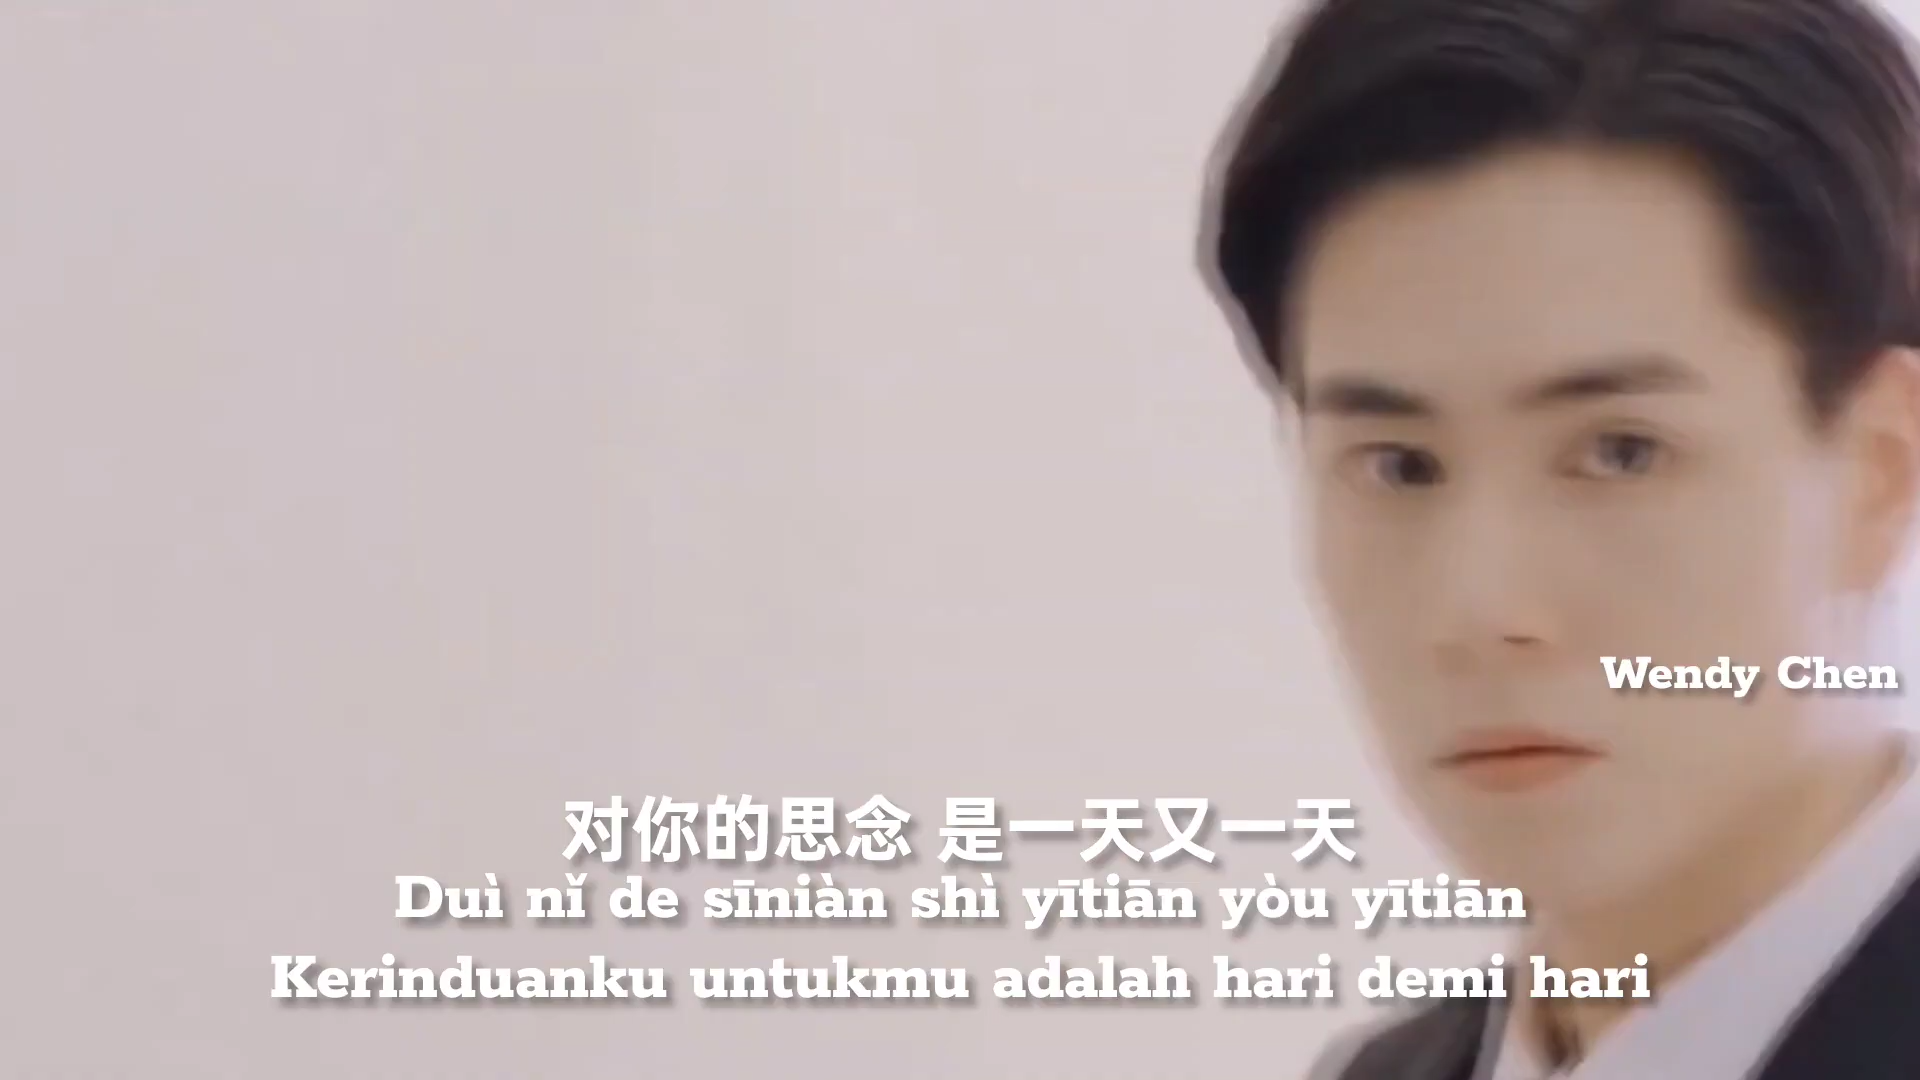 Wendy Chen
对你的思念 是一天又一天
Duì nǐ de sīniàn shì yītiān yòu yītiān
Kerinduanku untukmu adalah hari demi hari